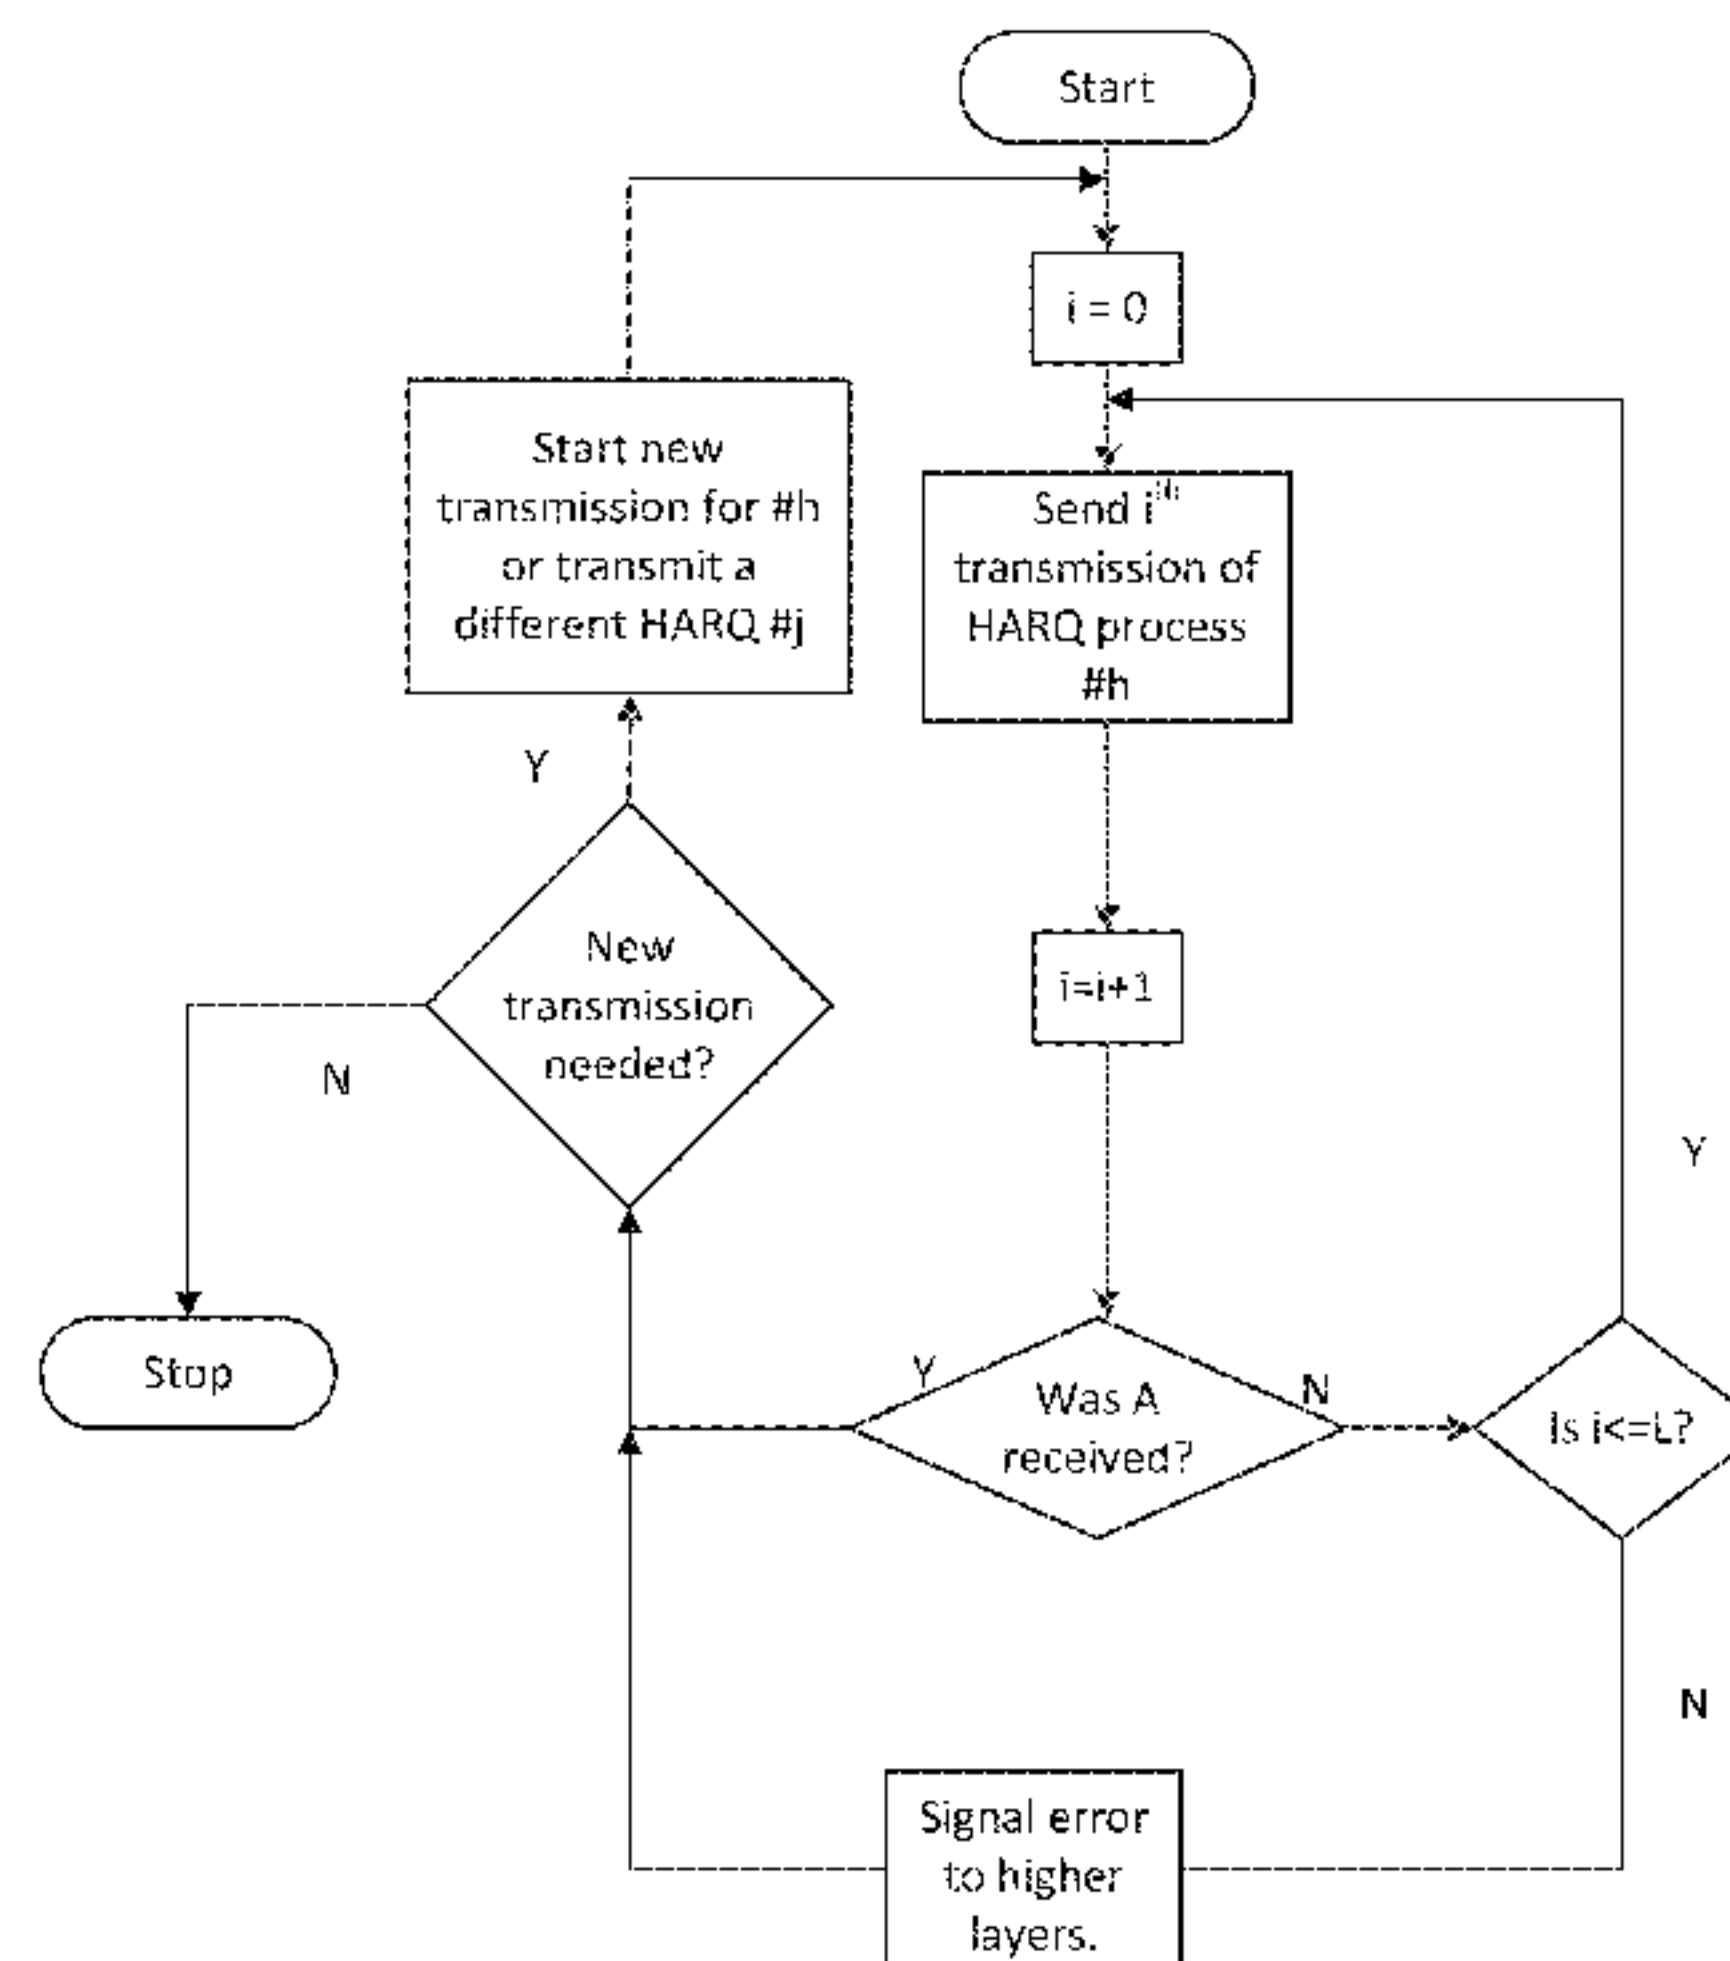 Start
i = 0
Start new
transmission for #h
or transmit a
different HARQ #j
Send ith
transmission of
HARQ process
#h
Y
New
transmission
needed?
i=i+1
N
Y
Stop
Y
Was A
received?
N
Is i<=L?
N
Signal error
to higher
layers.